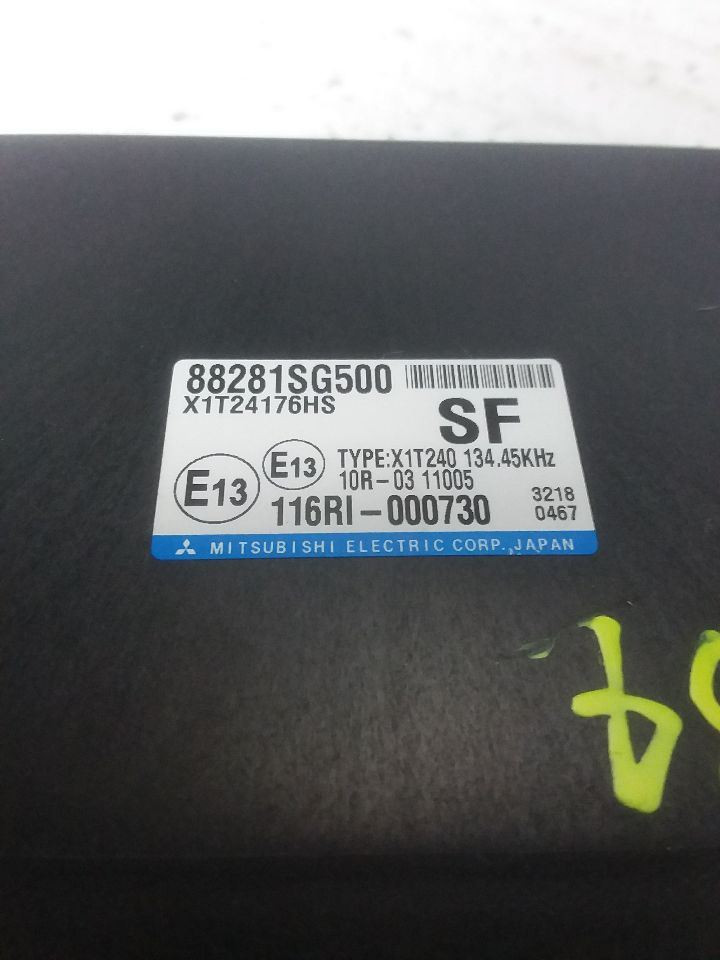 88281SG500
X1T24176HS
SF
E13
E13
TYPE:X1T240 134.45KHz
10R-03 11005
116RI-000730
3218
0467
MITSUBISHI ELECTRIC CORP.,JAPAN